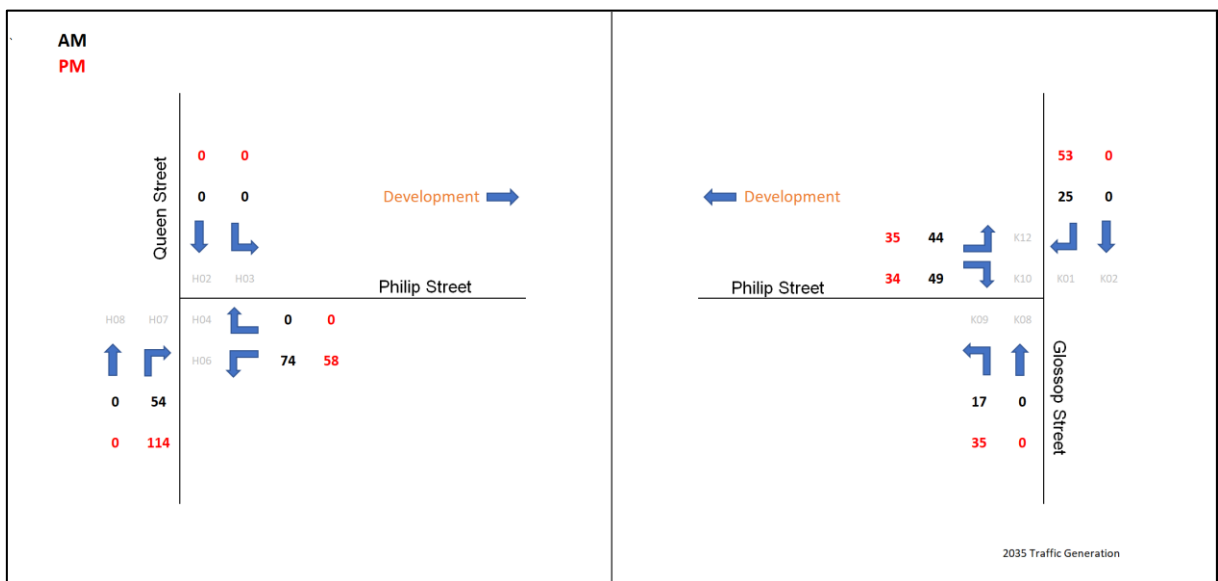 `
AM
PM
Queen Street
0 0
0 0
Development
H02 H03
Philip Street
H08 H07 H04 0 0
H06 74 58
0 54
0 114
53 0
25 0
Development
35 44 K12
34 49 K10 K01 K02
Philip Street
K09 K08
17 0
35 0
Glossop Street
2035 Traffic Generation